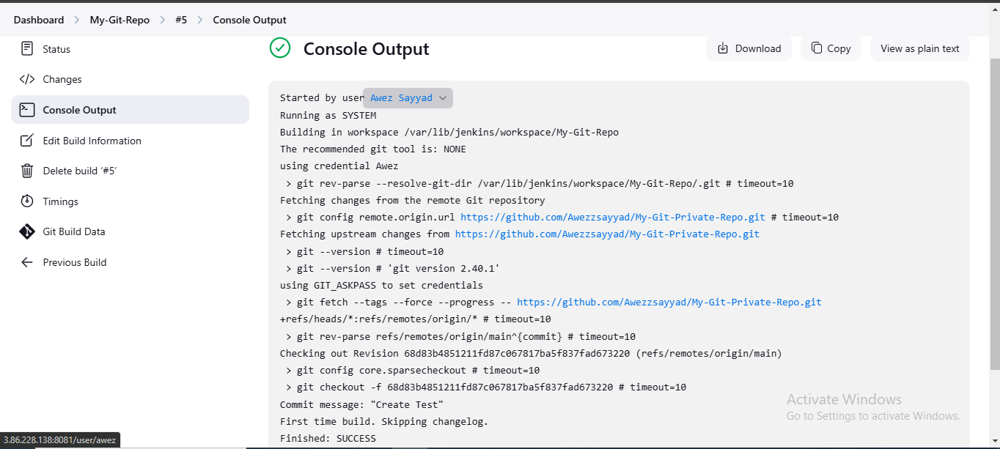 Dashboard > My-Git-Repo > #5 > Console Output
Status
Changes
Console Output
Edit Build Information
Delete build ‘#5’
Timings
Git Build Data
Previous Build
Console Output
Download
Copy
View as plain text
Started by user Awez Sayyad
Running as SYSTEM
Building in workspace /var/lib/jenkins/workspace/My-Git-Repo
The recommended git tool is: NONE
using credential Awez
> git rev-parse --resolve-git-dir /var/lib/jenkins/workspace/My-Git-Repo/.git # timeout=10
Fetching changes from the remote Git repository
> git config remote.origin.url https://github.com/Awezzsayyad/My-Git-Private-Repo.git # timeout=10
Fetching upstream changes from https://github.com/Awezzsayyad/My-Git-Private-Repo.git
> git --version # timeout=10
> git --version # 'git version 2.40.1'
using GIT_ASKPASS to set credentials
> git fetch --tags --force --progress -- https://github.com/Awezzsayyad/My-Git-Private-Repo.git
+refs/heads/*:refs/remotes/origin/* # timeout=10
> git rev-parse refs/remotes/origin/main^{commit} # timeout=10
Checking out Revision 68d83b4851211fd87c067817ba5f837fad673220 (refs/remotes/origin/main)
> git config core.sparsecheckout # timeout=10
> git checkout -f 68d83b4851211fd87c067817ba5f837fad673220 # timeout=10
Commit message: "Create Test"
First time build. Skipping changelog.
Finished: SUCCESS
Activate Windows
Go to Settings to activate Windows.
3.86.228.138:8081/user/awez